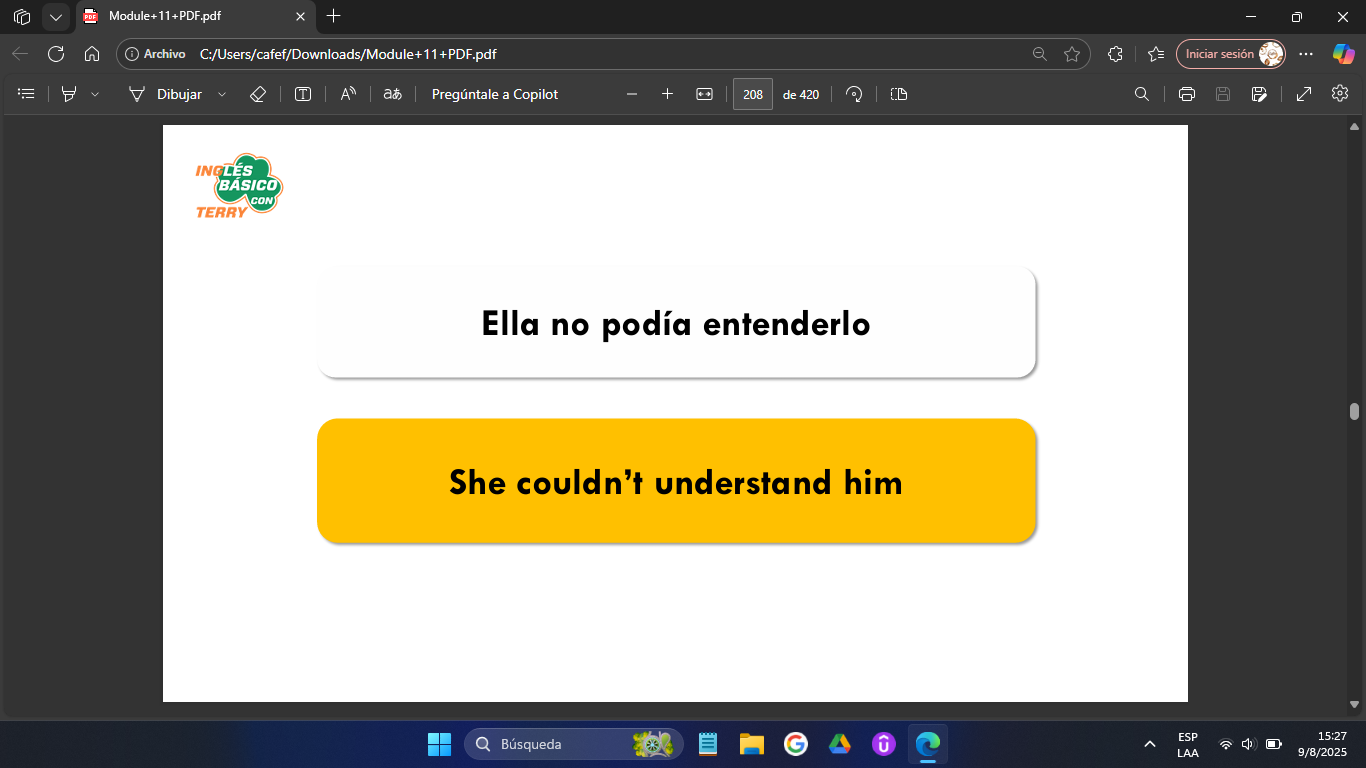 Module+11+PDF.pdf
Archivo C:/Users/cafef/Downloads/Module+11+PDF.pdf
Iniciar sesión
Dibujar
Pregúntale a Copilot
208 de 420
INGLÉS
BÁSICO
CON
TERRY
Ella no podía entenderlo
She couldn't understand him
Búsqueda
ESP
LAA
15:27
9/8/2025